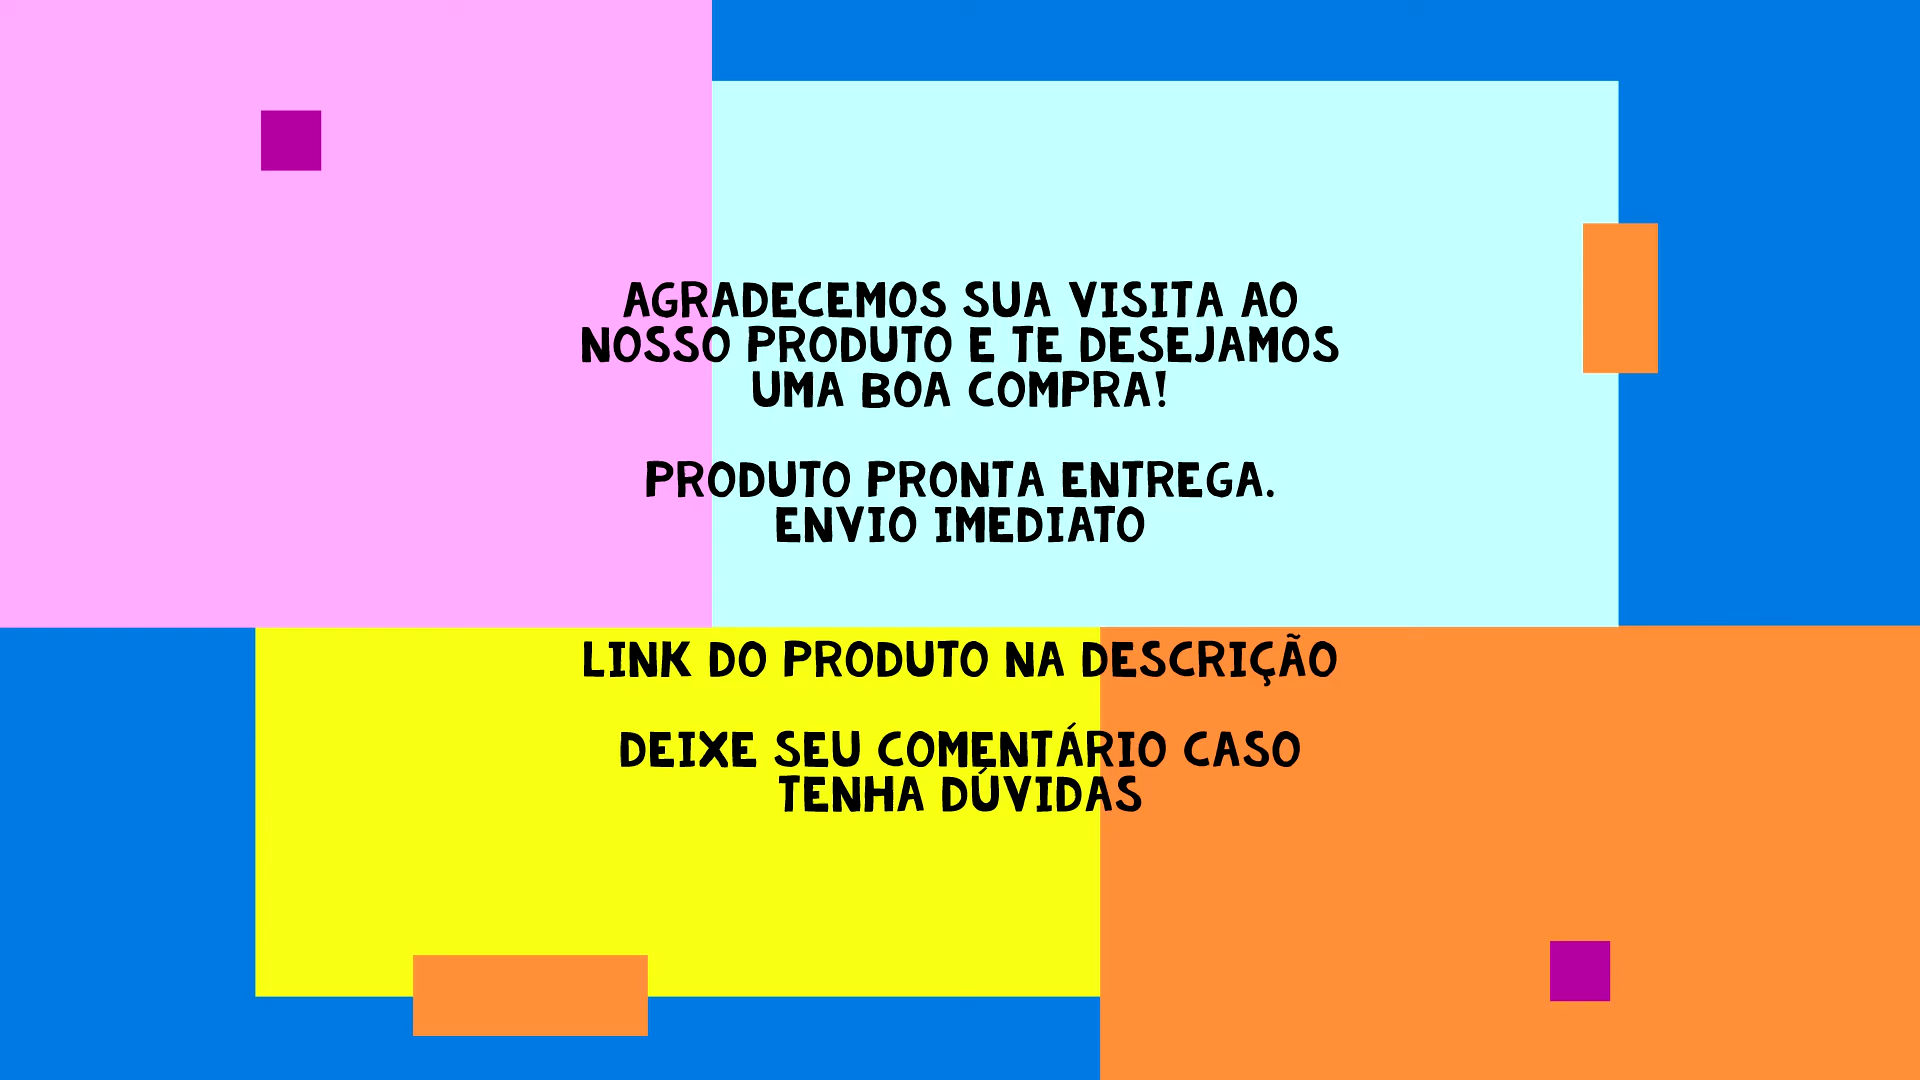 AGRADECEMOS SUA VISITA AO
NOSSO PRODUTO E TE DESEJAMOS
UMA BOA COMPRA!
PRODUTO PRONTA ENTREGA.
ENVIO IMEDIATO
LINK DO PRODUTO NA DESCRIÇÃO
DEIXE SEU COMENTÁRIO CASO
TENHA DÚVIDAS